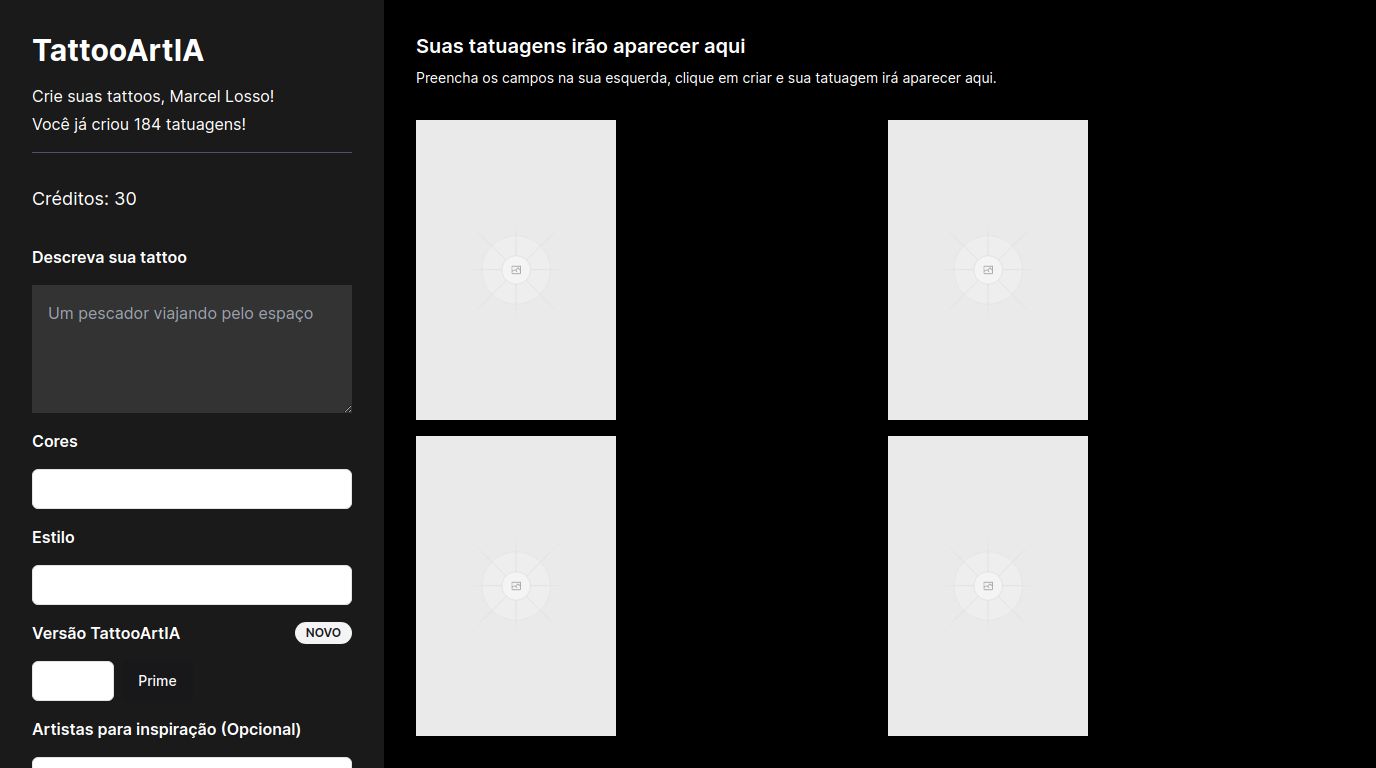 TattooArtIA
Crie suas tattoos, Marcel Losso!
Você já criou 184 tatuagens!
Créditos: 30
Descreva sua tattoo
Um pescador viajando pelo espaço
Cores
Estilo
Versão TattooArtIA
NOVO
Prime
Artistas para inspiração (Opcional)
Suas tatuagens irão aparecer aqui
Preencha os campos na sua esquerda, clique em criar e sua tatuagem irá aparecer aqui.